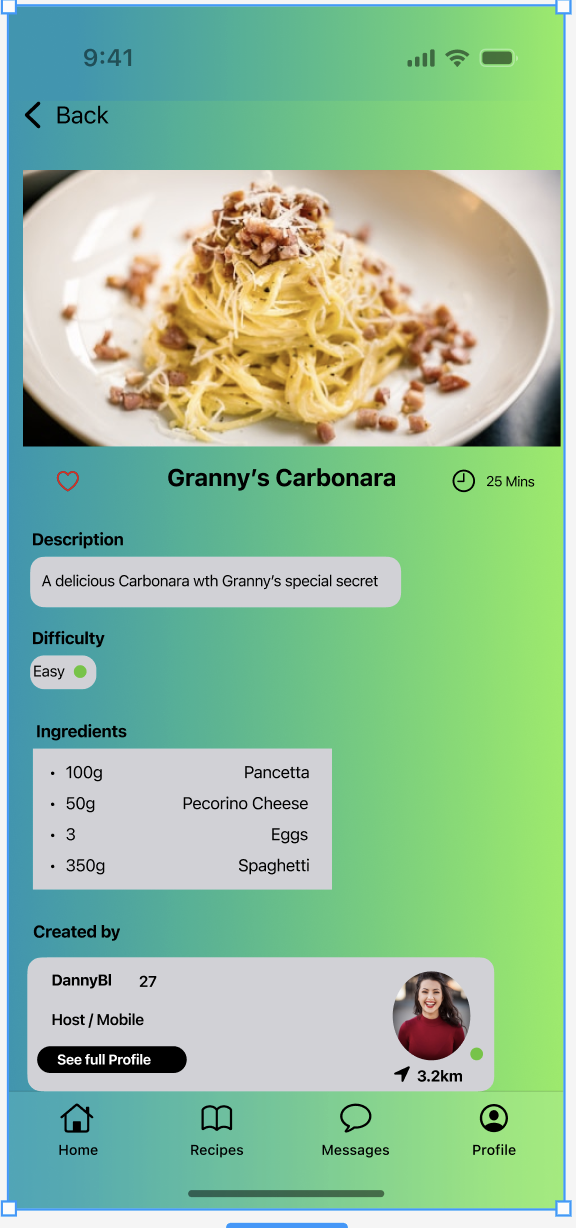 9:41
Back
Granny's Carbonara
25 Mins
Description
A delicious Carbonara wth Granny's special secret
Difficulty
Easy
Ingredients
• 100g Pancetta
• 50g Pecorino Cheese
• 3 Eggs
• 350g Spaghetti
Created by
DannyBl 27
Host / Mobile
See full Profile
3.2km
Home Recipes Messages Profile